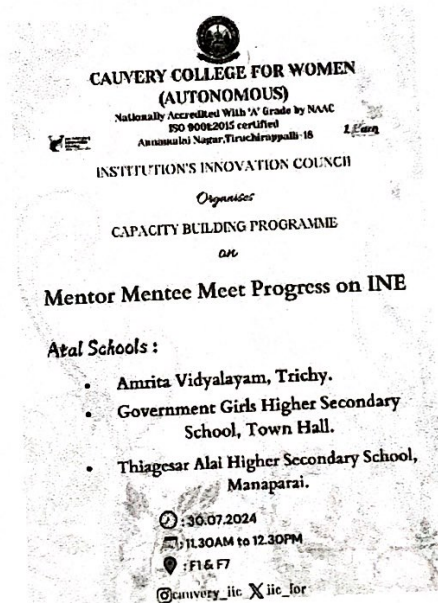 CAUVERY COLLEGE FOR WOMEN
(AUTONOMOUS)
Nationally Accredited With 'A' Grade by NAAC
ISO 9001:2015 certified
Annamalai Nagar,Tiruchirappalli-18
INSTITUTION'S INNOVATION COUNCIL
Organises
CAPACITY BUILDING PROGRAMME
on
Mentor Mentee Meet Progress on INE
Atal Schools :
• Amrita Vidyalayam, Trichy.
• Government Girls Higher Secondary
School, Town Hall.
• Thiagesar Alai Higher Secondary School,
Manaparai.
: 30.07.2024
: 11.30AM to 12.30PM
: F1 & F7
cauvery_iic X iic_for